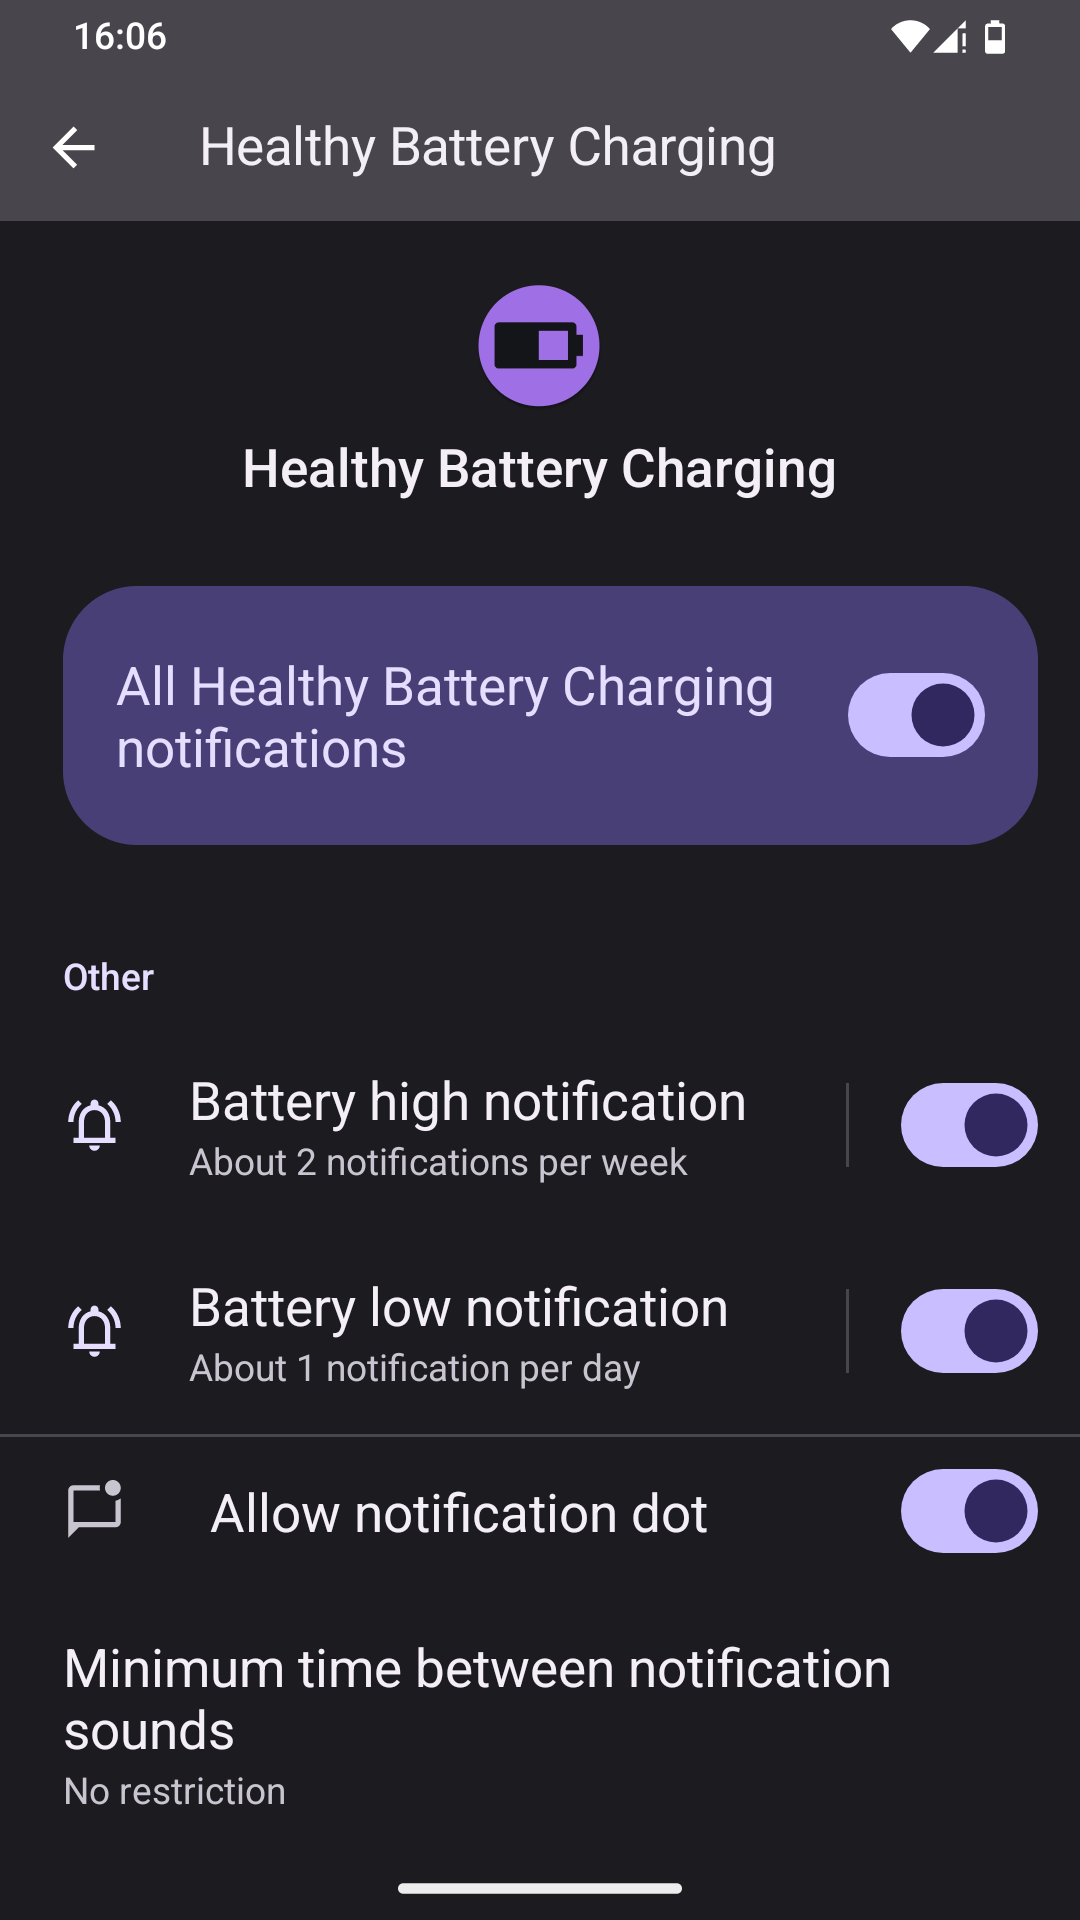 16:06
Healthy Battery Charging
Healthy Battery Charging
All Healthy Battery Charging
notifications
Other
Battery high notification
About 2 notifications per week
Battery low notification
About 1 notification per day
Allow notification dot
Minimum time between notification
sounds
No restriction